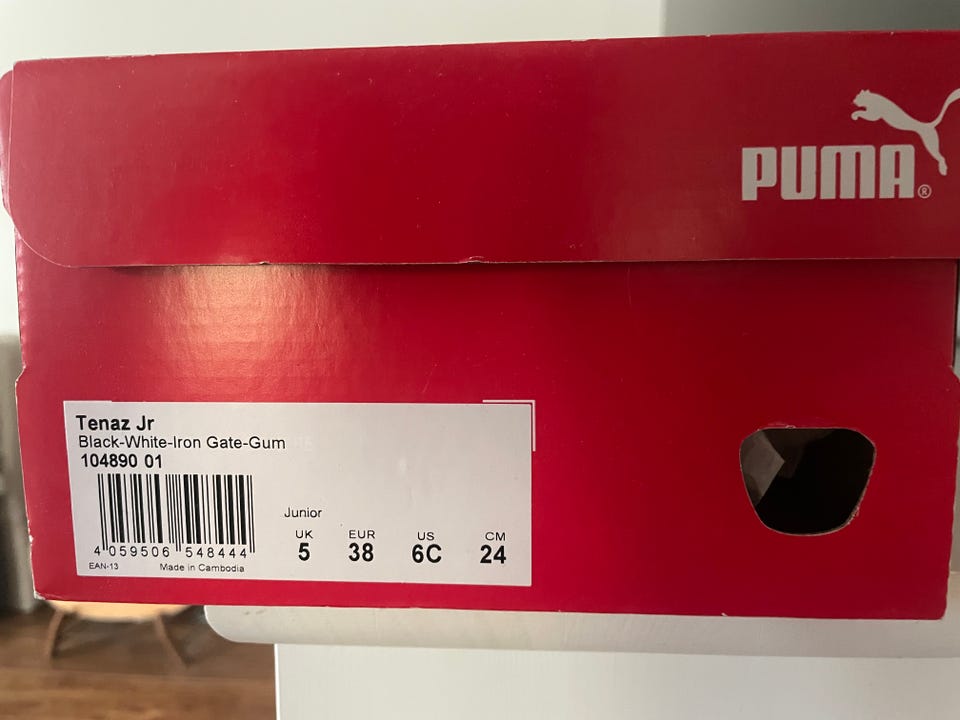 PUMA®
Tenaz Jr
Black-White-Iron Gate-Gum
104890 01
4 059506 548444
EAN-13 Made in Cambodia
Junior
UK EUR US CM
5 38 6C 24